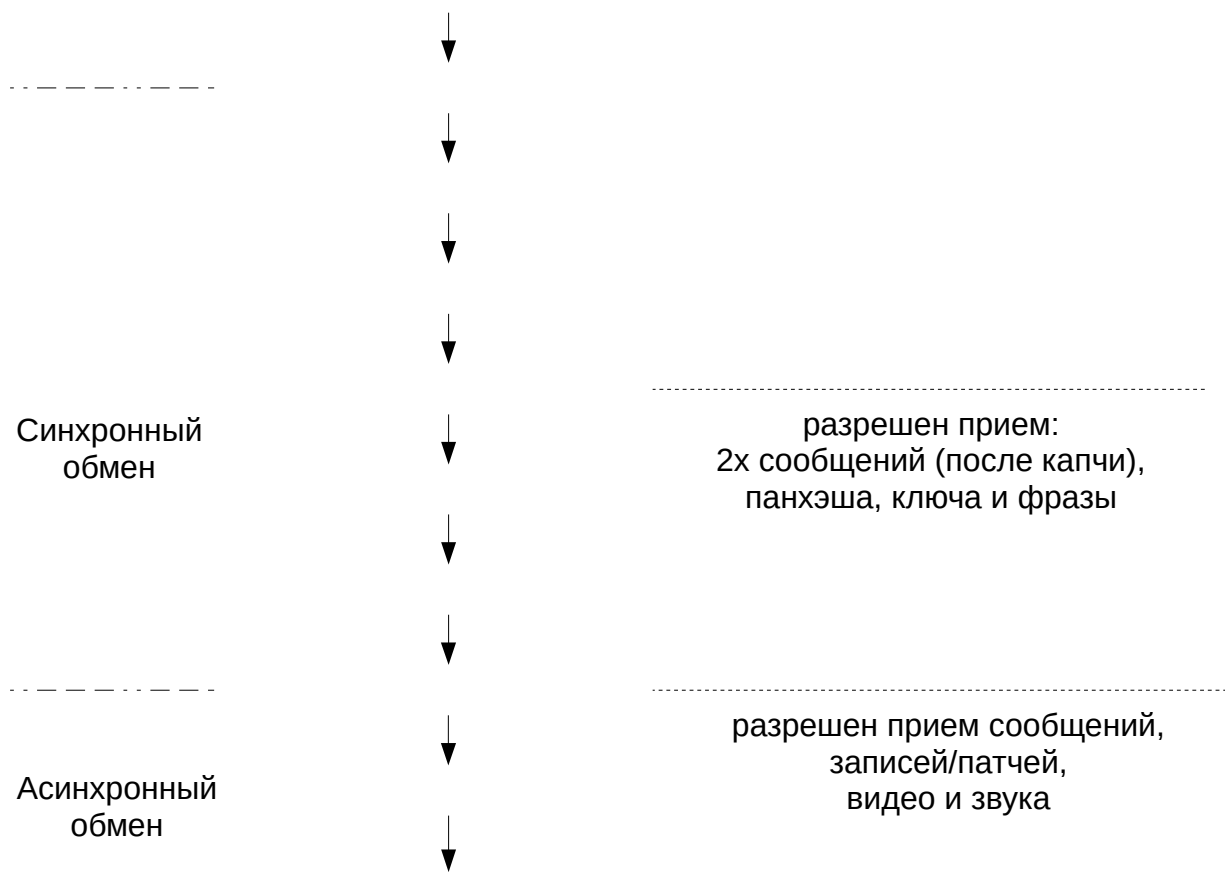 Синхронный
обмен
разрешен прием:
2х сообщений (после капчи),
панхэша, ключа и фразы
разрешен прием сообщений,
записей/патчей,
видео и звука
Асинхронный
обмен